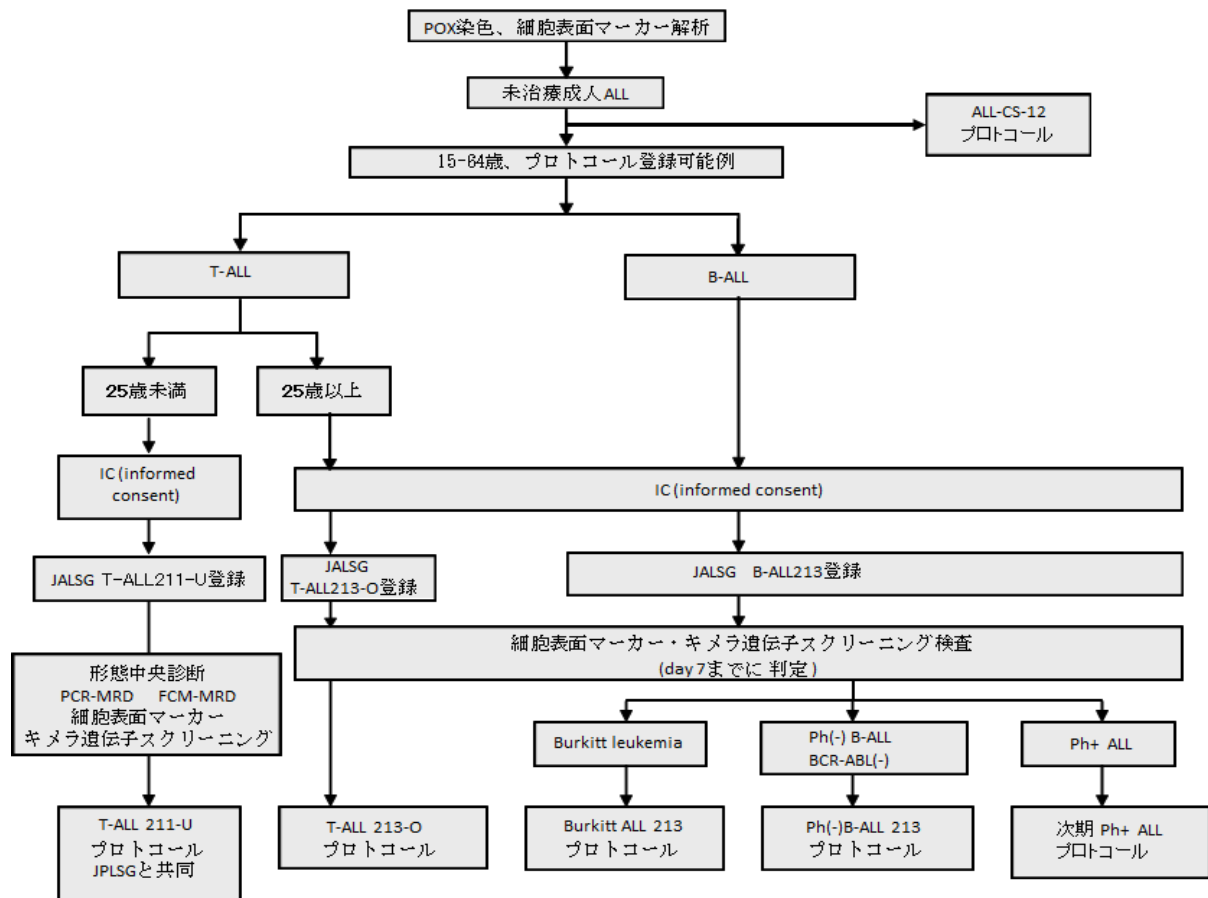 POX染色、細胞表面マーカー解析
未治療成人ALL
ALL-CS-12
プロトコール
15-64歳、プロトコール登録可能例
T-ALL
B-ALL
25歳未満
25歳以上
IC(informed
consent)
IC(informed consent)
JALSG T-ALL211-U登録
JALSG
T-ALL213-O登録
JALSG B-ALL213登録
細胞表面マーカー・キメラ遺伝子スクリーニング検査
(day 7までに 判定)
形態中央診断
PCR-MRD FCM-MRD
細胞表面マーカー
キメラ遺伝子スクリーニング
Burkitt leukemia
Ph(-) B-ALL
BCR-ABL(-)
Ph+ ALL
T-ALL 211-U
プロトコール
JPLSGと共同
T-ALL 213-O
プロトコール
Burkitt ALL 213
プロトコール
Ph(-)B-ALL 213
プロトコール
次期 Ph+ ALL
プロトコール